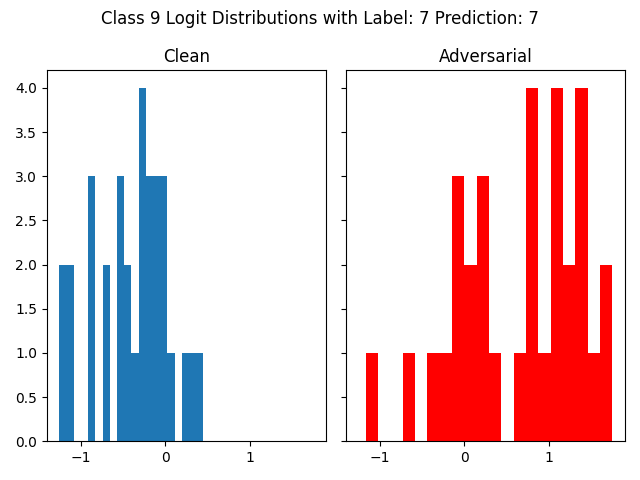 Class 9 Logit Distributions with Label: 7 Prediction: 7
Clean
Adversarial
4.0
3.5
3.0
2.5
2.0
1.5
1.0
0.5
0.0
−1 0 1
−1 0 1